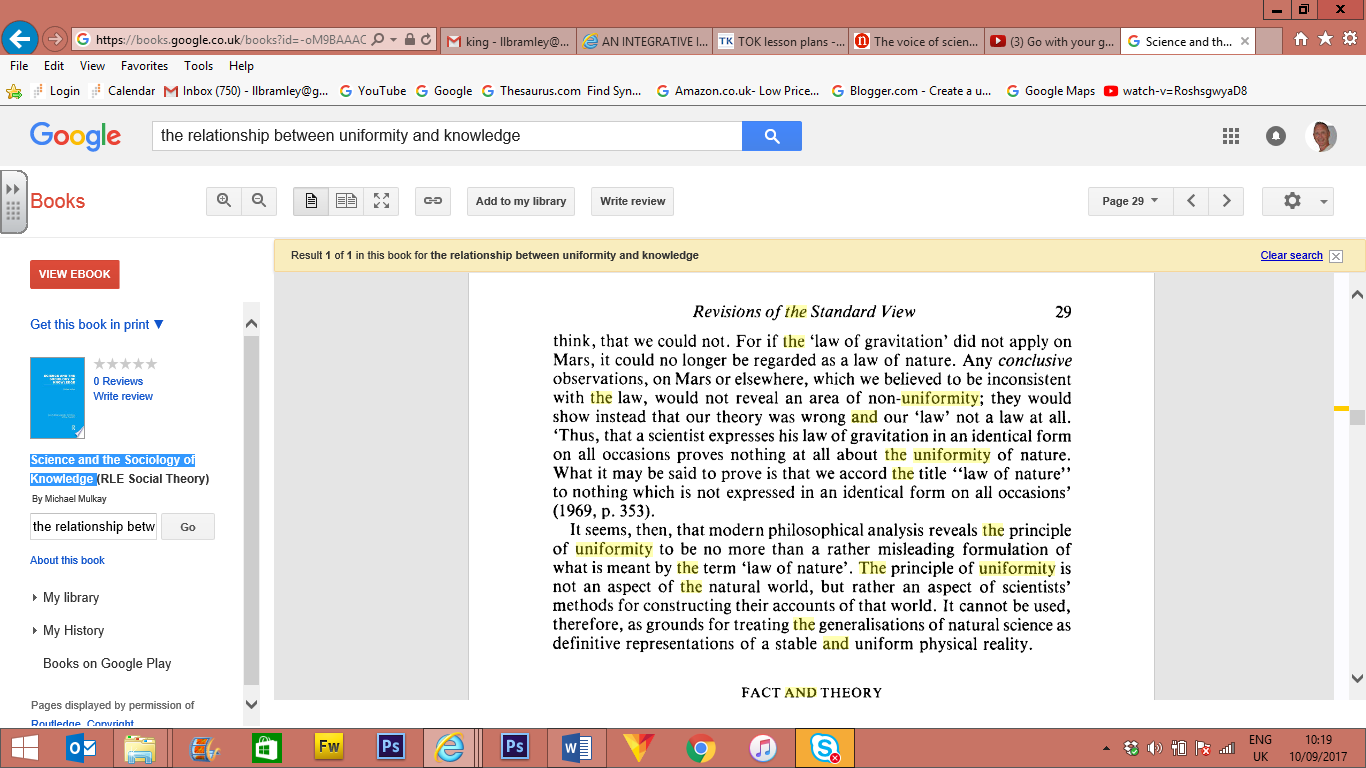 https://books.google.co.uk/books?id=-oM9BAAAC
king - llbramley@...
AN INTEGRATIVE I...
TOK lesson plans -...
The voice of scien...
(3) Go with your g...
Science and th...
File Edit View Favorites Tools Help
Login Calendar Inbox (750) - llbramley@g... YouTube Google Thesaurus.com Find Syn... Amazon.co.uk- Low Price... Blogger.com - Create a u... Google Maps watch-v=RoshsgwyaD8
Google
the relationship between uniformity and knowledge
Books
Add to my library
Write review
Page 29
Result 1 of 1 in this book for the relationship between uniformity and knowledge
Clear search
VIEW EBOOK
Get this book in print ▼
SCIENCE AND THE
SOCIOLOGY OF
KNOWLEDGE
0 Reviews
Write review
Science and the Sociology of
Knowledge (RLE Social Theory)
By Michael Mulkay
the relationship betw
Go
About this book
My library
My History
Books on Google Play
Pages displayed by permission of
Routledge. Copyright.
Revisions of the Standard View 29
think, that we could not. For if the ‘law of gravitation’ did not apply on
Mars, it could no longer be regarded as a law of nature. Any conclusive
observations, on Mars or elsewhere, which we believed to be inconsistent
with the law, would not reveal an area of non-uniformity; they would
show instead that our theory was wrong and our ‘law’ not a law at all.
‘Thus, that a scientist expresses his law of gravitation in an identical form
on all occasions proves nothing at all about the uniformity of nature.
What it may be said to prove is that we accord the title “law of nature”
to nothing which is not expressed in an identical form on all occasions’
(1969, p. 353).
It seems, then, that modern philosophical analysis reveals the principle
of uniformity to be no more than a rather misleading formulation of
what is meant by the term ‘law of nature’. The principle of uniformity is
not an aspect of the natural world, but rather an aspect of scientists’
methods for constructing their accounts of that world. It cannot be used,
therefore, as grounds for treating the generalisations of natural science as
definitive representations of a stable and uniform physical reality.
FACT AND THEORY
Fw
Ps
Ps
ENG
UK
10:19
10/09/2017